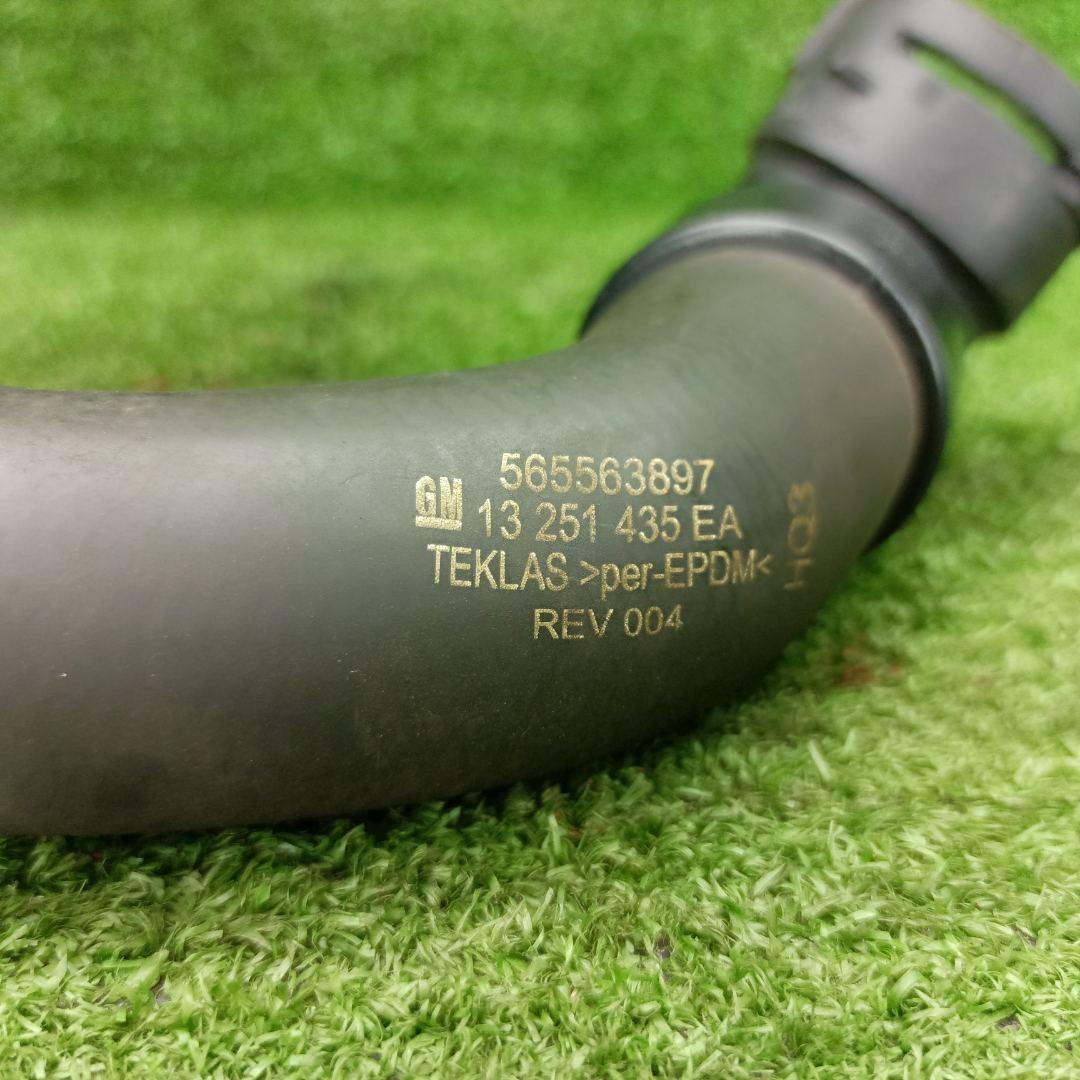 565563897
GM 13 251 435 EA
TEKLAS >per-EPDM<
REV 004
HQ3